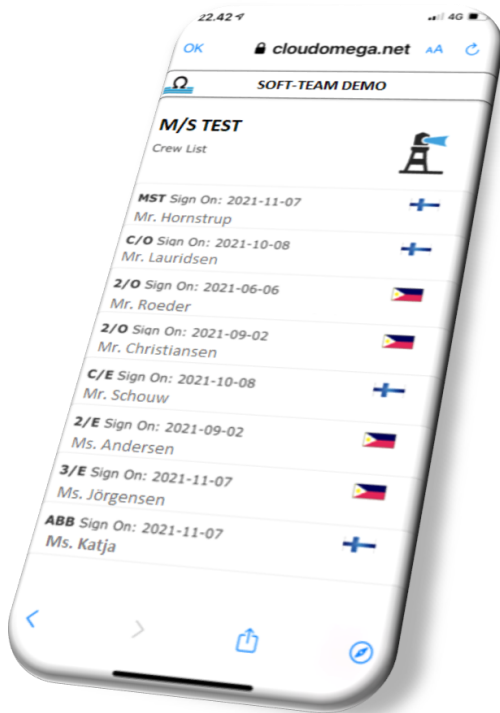 22.42
4G
OK
cloudomega.net
AA
Ω
SOFT-TEAM DEMO
M/S TEST
Crew List
MST Sign On: 2021-11-07
Mr. Hornstrup
C/O Sign On: 2021-10-08
Mr. Lauridsen
2/O Sign On: 2021-06-06
Mr. Roeder
2/O Sign On: 2021-09-02
Mr. Christiansen
C/E Sign On: 2021-10-08
Mr. Schouw
2/E Sign On: 2021-09-02
Ms. Andersen
3/E Sign On: 2021-11-07
Ms. Jörgensen
ABB Sign On: 2021-11-07
Ms. Katja